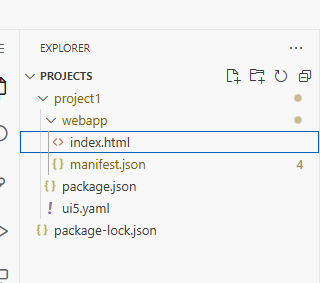 EXPLORER
PROJECTS
project1
webapp
index.html
manifest.json 4
package.json
ui5.yaml
package-lock.json